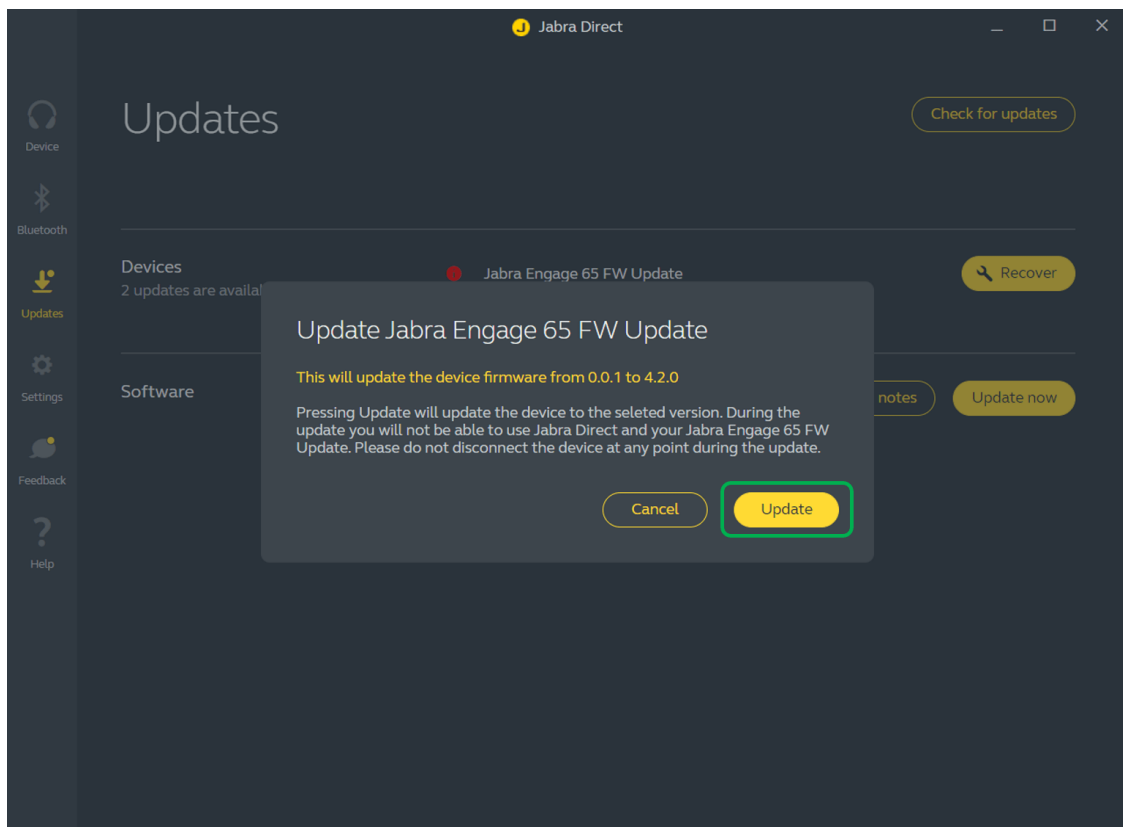 Jabra Direct
Updates
Check for updates
Device
Bluetooth
Devices
Jabra Engage 65 FW Update
Recover
2 updates are availal
Updates
Update Jabra Engage 65 FW Update
This will update the device firmware from 0.0.1 to 4.2.0
Software
notes
Update now
Settings
Pressing Update will update the device to the seleted version. During the
update you will not be able to use Jabra Direct and your Jabra Engage 65 FW
Update. Please do not disconnect the device at any point during the update.
Feedback
Cancel
Update
Help